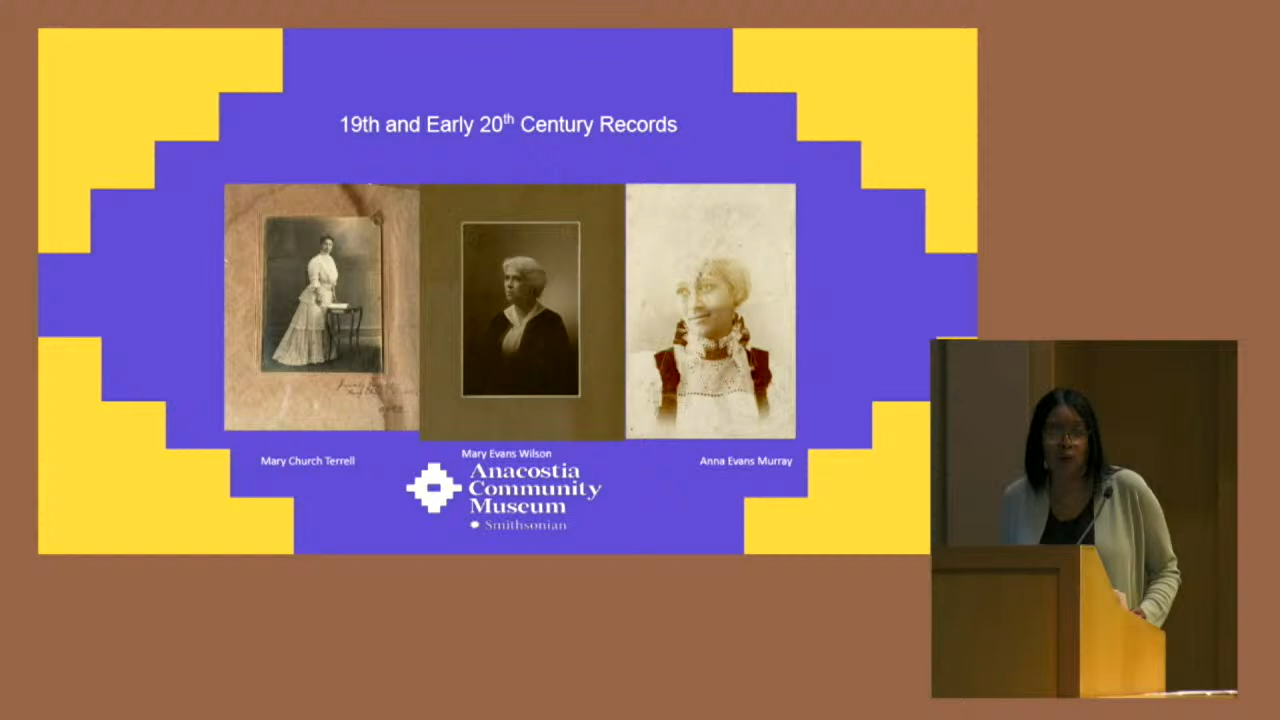 19th and Early 20th Century Records
Mary Church Terrell
Mary Evans Wilson
Anna Evans Murray
Anacostia
Community
Museum
Smithsonian